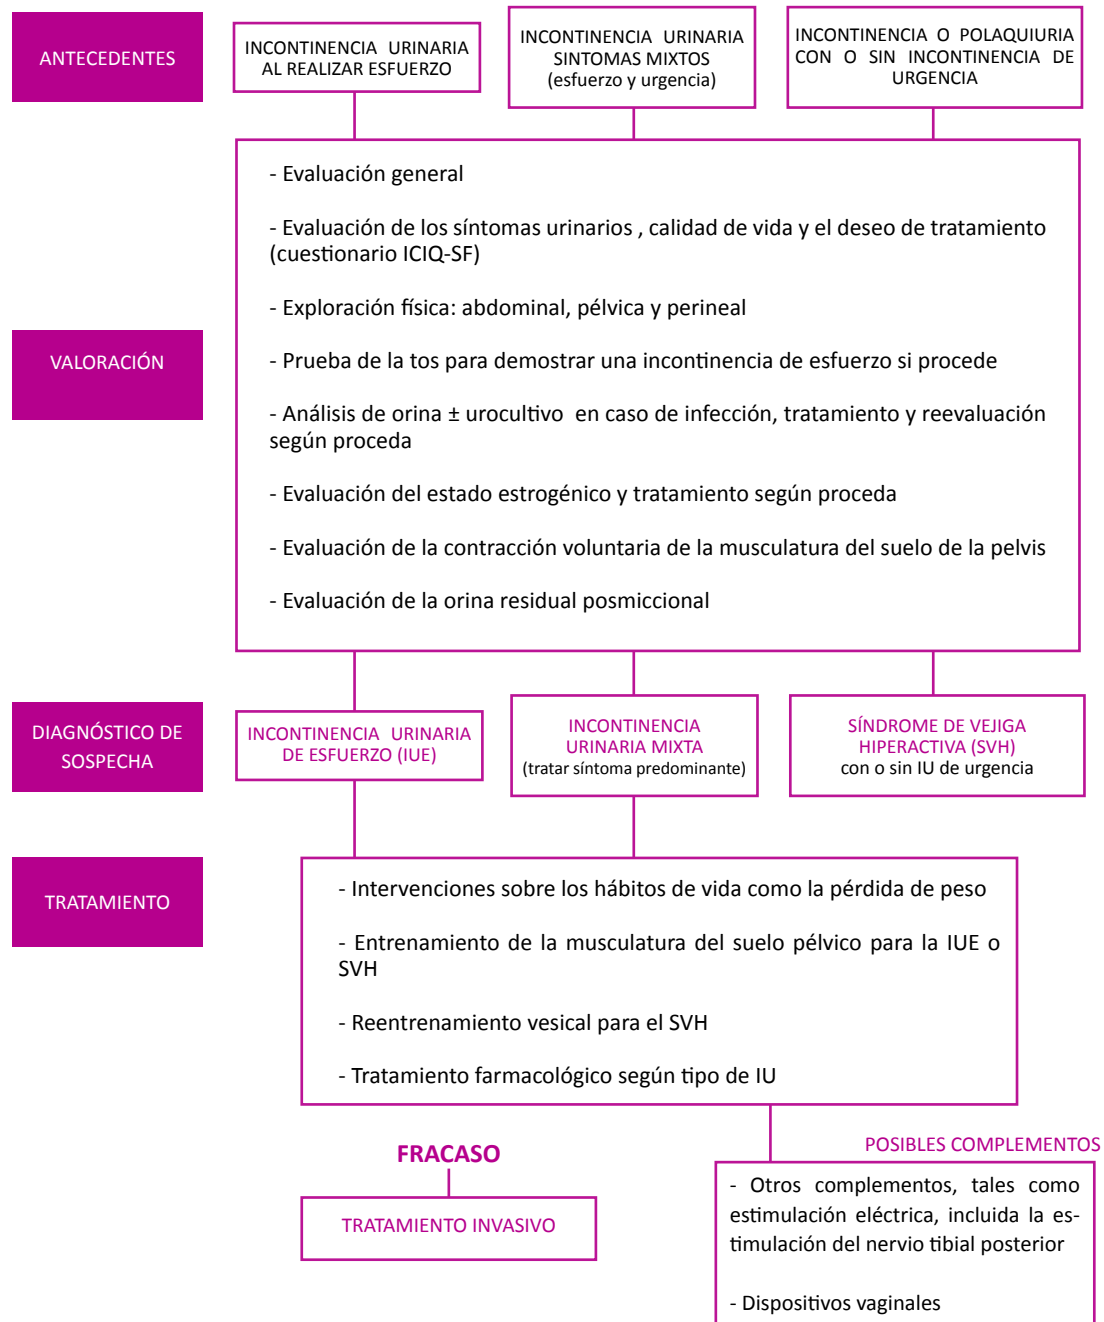 ANTECEDENTES
INCONTINENCIA URINARIA
AL REALIZAR ESFUERZO
INCONTINENCIA URINARIA
SINTOMAS MIXTOS
(esfuerzo y urgencia)
INCONTINENCIA O POLAQUIURIA
CON O SIN INCONTINENCIA DE
URGENCIA
VALORACIÓN
- Evaluación general
- Evaluación de los síntomas urinarios , calidad de vida y el deseo de tratamiento
(cuestionario ICIQ-SF)
- Exploración física: abdominal, pélvica y perineal
- Prueba de la tos para demostrar una incontinencia de esfuerzo si procede
- Análisis de orina ± urocultivo en caso de infección, tratamiento y reevaluación
según proceda
- Evaluación del estado estrogénico y tratamiento según proceda
- Evaluación de la contracción voluntaria de la musculatura del suelo de la pelvis
- Evaluación de la orina residual posmiccional
DIAGNÓSTICO DE
SOSPECHA
INCONTINENCIA URINARIA
DE ESFUERZO (IUE)
INCONTINENCIA
URINARIA MIXTA
(tratar síntoma predominante)
SÍNDROME DE VEJIGA
HIPERACTIVA (SVH)
con o sin IU de urgencia
TRATAMIENTO
- Intervenciones sobre los hábitos de vida como la pérdida de peso
- Entrenamiento de la musculatura del suelo pélvico para la IUE o
SVH
- Reentrenamiento vesical para el SVH
- Tratamiento farmacológico según tipo de IU
FRACASO
TRATAMIENTO INVASIVO
POSIBLES COMPLEMENTOS
- Otros complementos, tales como
estimulación eléctrica, incluida la es-
timulación del nervio tibial posterior
- Dispositivos vaginales